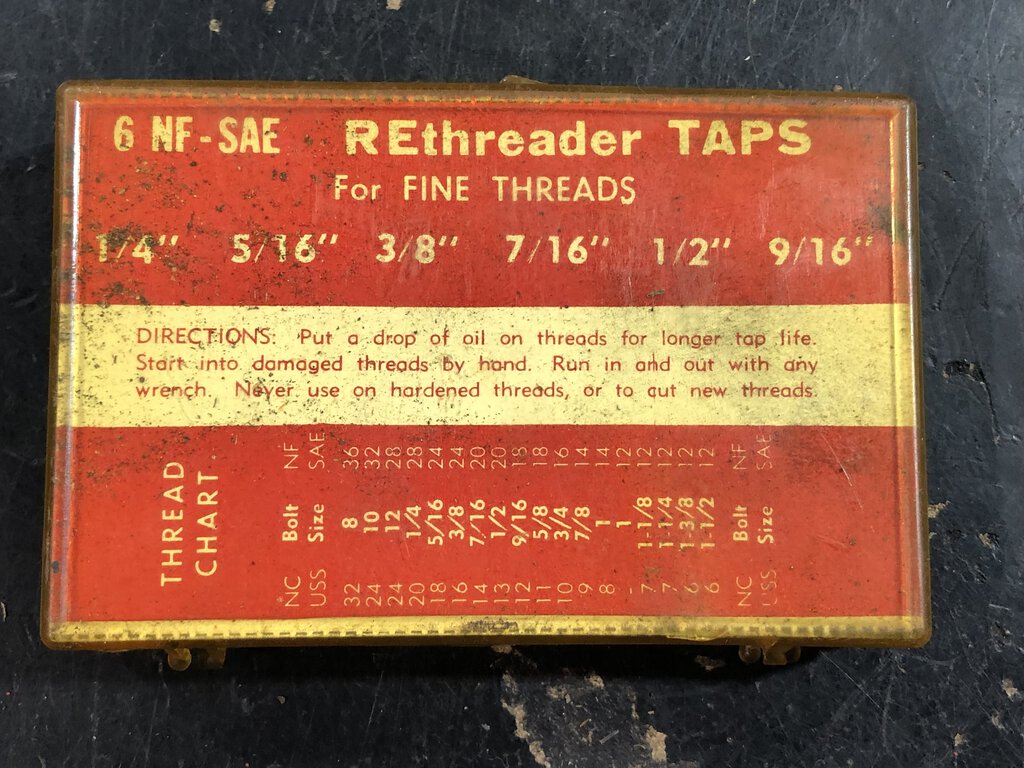 6 NF-SAE REthreader TAPS
For FINE THREADS
1/4" 5/16" 3/8" 7/16" 1/2" 9/16"
DIRECTIONS: Put a drop of oil on threads for longer tap life.
Start into damaged threads by hand. Run in and out with any
wrench. Never use on hardened threads, or to cut new threads.
THREAD
CHART
NC Bolt NF
USS Size SAE
32 8 36
24 10 32
24 12 28
20 1/4 28
18 5/16 24
16 3/8 24
14 7/16 20
13 1/2 20
12 9/16 18
11 5/8 18
10 3/4 16
9 7/8 14
8 1 14
- 1 12
7 1-1/8 12
7 1-1/4 12
6 1-3/8 12
6 1-1/2 12
NC Bolt NF
USS Size SAE